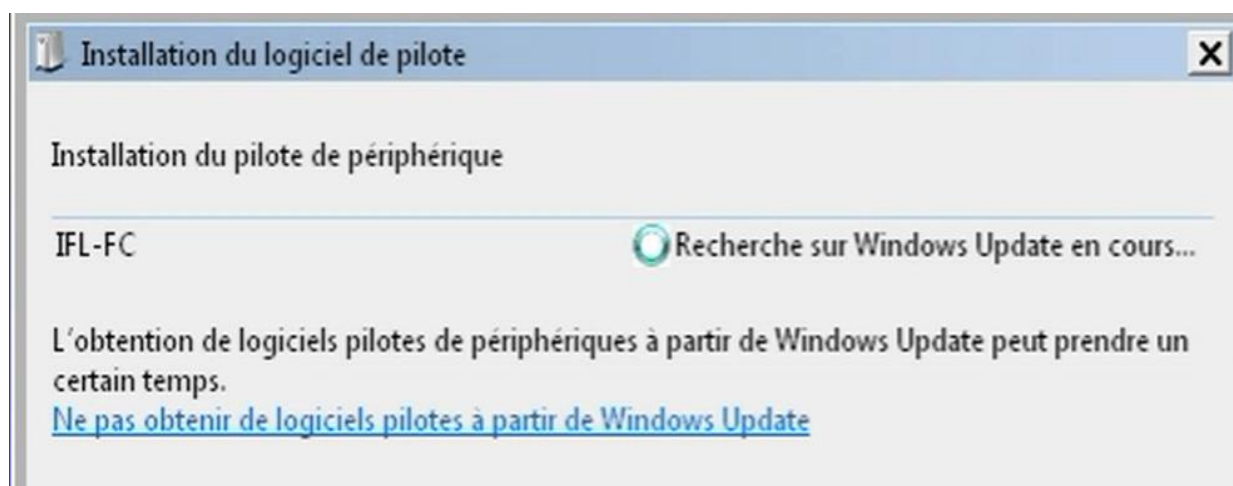 Installation du logiciel de pilote
Installation du pilote de périphérique
IFL-FC Recherche sur Windows Update en cours...
L'obtention de logiciels pilotes de périphériques à partir de Windows Update peut prendre un
certain temps.
Ne pas obtenir de logiciels pilotes à partir de Windows Update